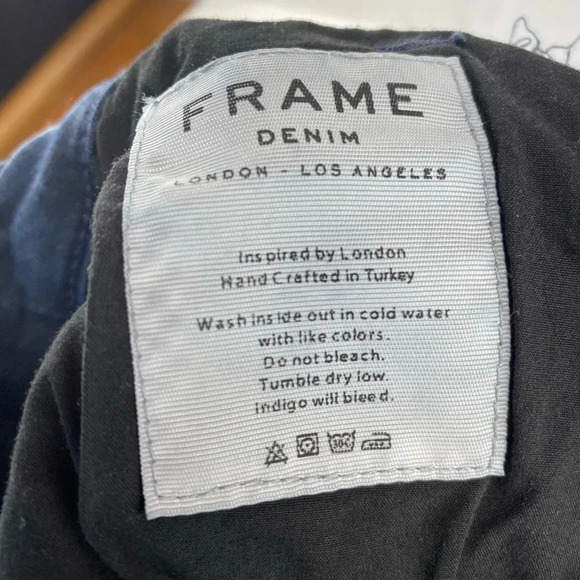 FRAME
DENIM
LONDON - LOS ANGELES
Inspired by London
Hand Crafted in Turkey
Wash inside out in cold water
with like colors.
Do not bleach.
Tumble dry low.
Indigo will bleed.
30C